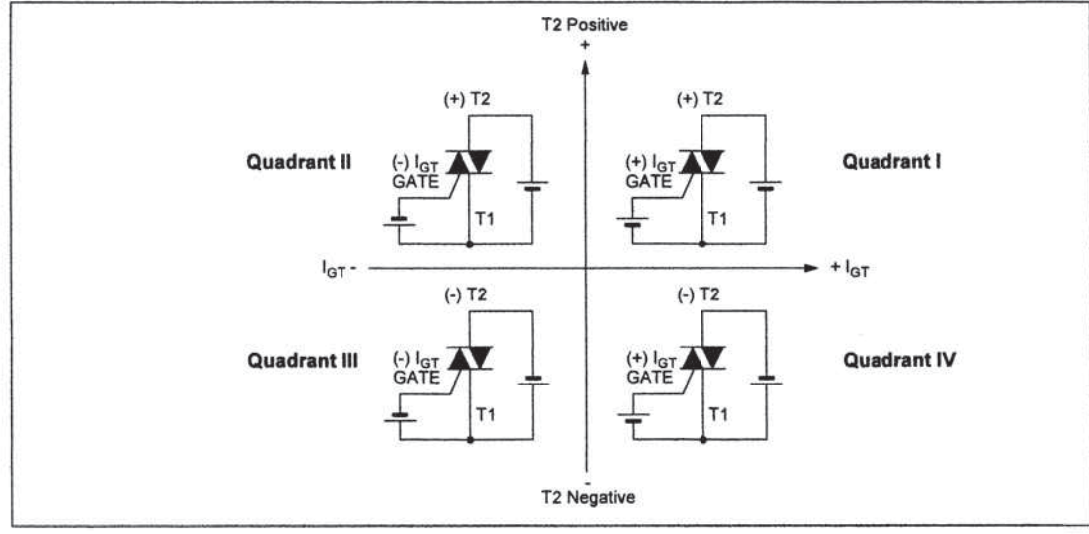 T2 Positive
+
(+) T2
(+) T2
Quadrant II
(-) IGT
GATE
T1
(+) IGT
GATE
T1
Quadrant I
IGT -
+ IGT
(-) T2
(-) T2
Quadrant III
(-) IGT
GATE
T1
(+) IGT
GATE
T1
Quadrant IV
-
T2 Negative